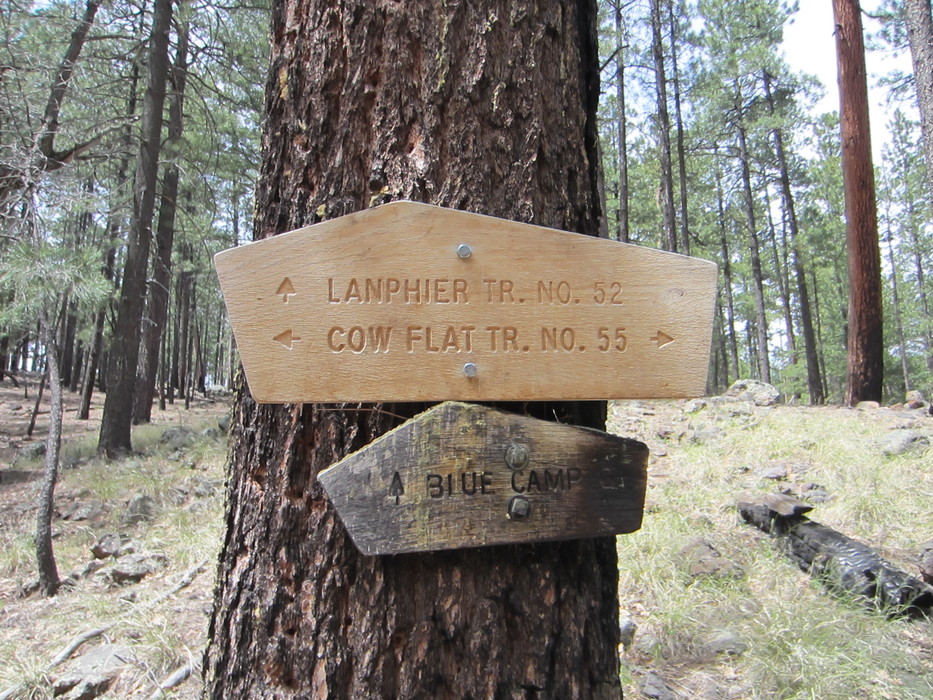 LANPHIER TR. NO. 52
COW FLAT TR. NO. 55
BLUE CAMP